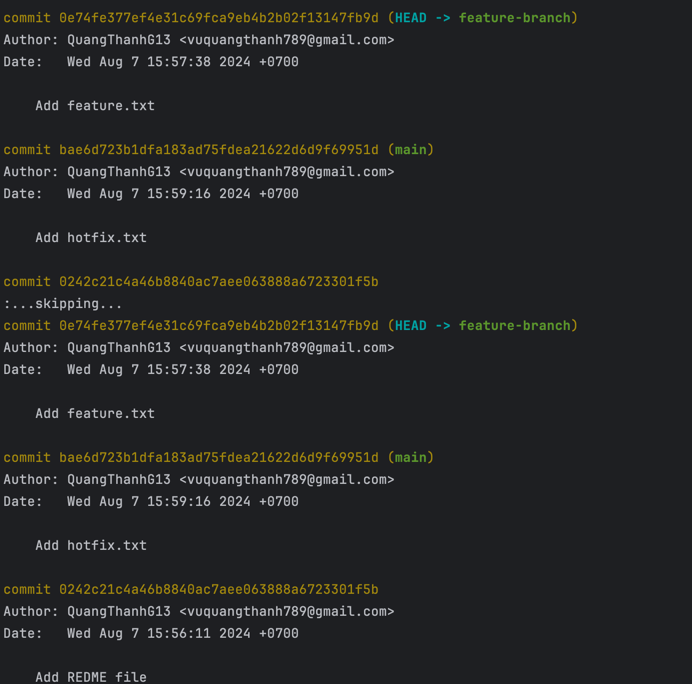 commit 0e74fe377ef4e31c69fca9eb4b2b02f13147fb9d (HEAD -> feature-branch)
Author: QuangThanhG13 <vuquangthanh789@gmail.com>
Date:   Wed Aug 7 15:57:38 2024 +0700
    Add feature.txt
commit bae6d723b1dfa183ad75fdea21622d6d9f69951d (main)
Author: QuangThanhG13 <vuquangthanh789@gmail.com>
Date:   Wed Aug 7 15:59:16 2024 +0700
    Add hotfix.txt
commit 0242c21c4a46b8840ac7aee063888a6723301f5b
:...skipping...
commit 0e74fe377ef4e31c69fca9eb4b2b02f13147fb9d (HEAD -> feature-branch)
Author: QuangThanhG13 <vuquangthanh789@gmail.com>
Date:   Wed Aug 7 15:57:38 2024 +0700
    Add feature.txt
commit bae6d723b1dfa183ad75fdea21622d6d9f69951d (main)
Author: QuangThanhG13 <vuquangthanh789@gmail.com>
Date:   Wed Aug 7 15:59:16 2024 +0700
    Add hotfix.txt
commit 0242c21c4a46b8840ac7aee063888a6723301f5b
Author: QuangThanhG13 <vuquangthanh789@gmail.com>
Date:   Wed Aug 7 15:56:11 2024 +0700
    Add REDME file